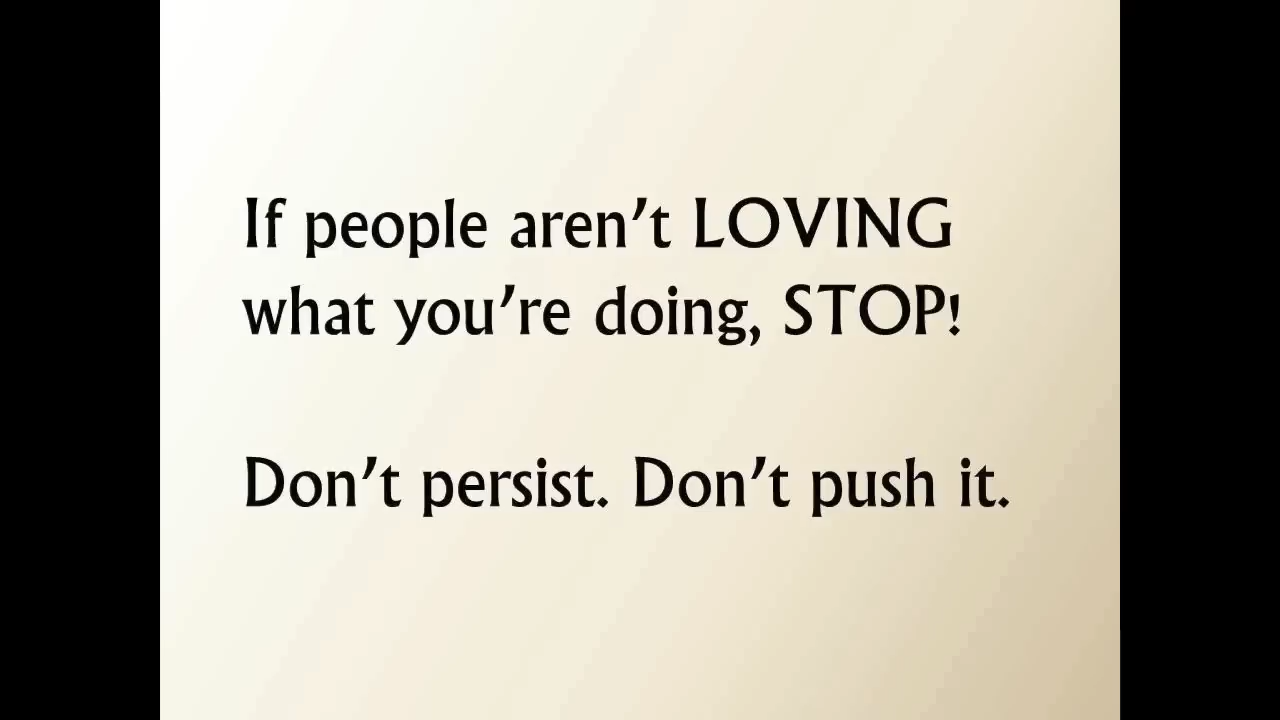 If people aren’t LOVING
what you’re doing, STOP!
Don’t persist. Don’t push it.